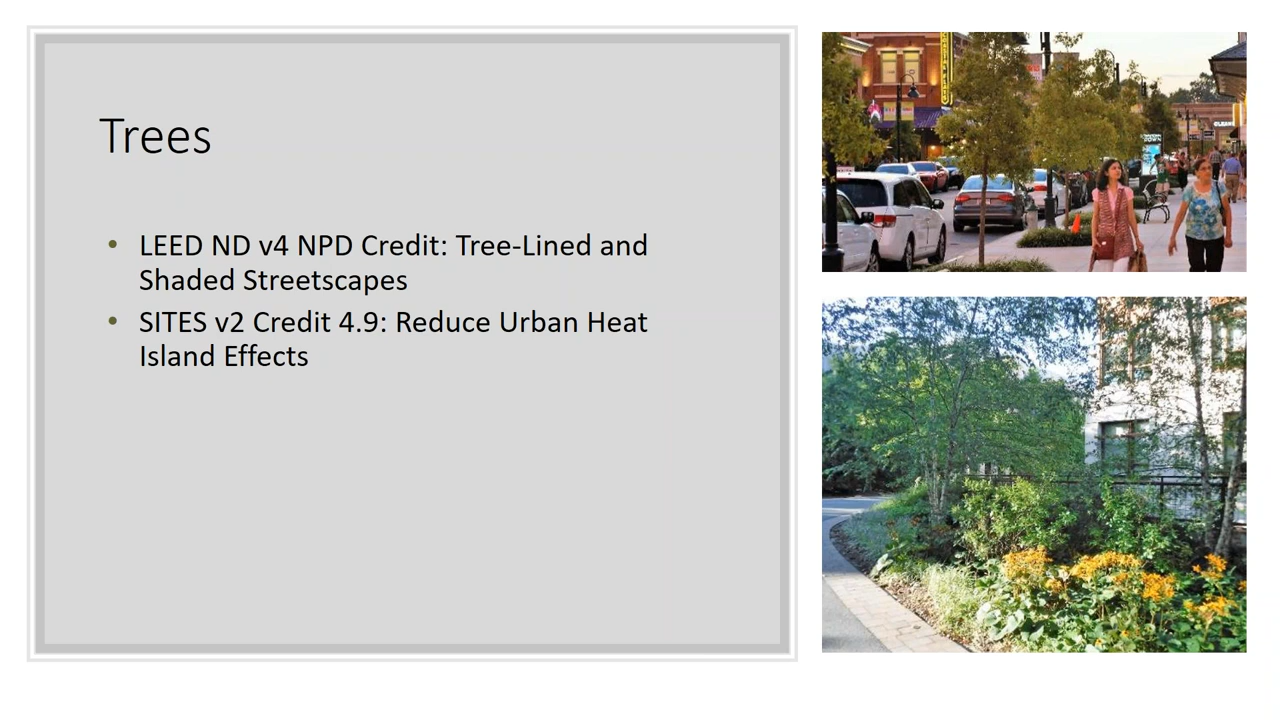 Trees
• LEED ND v4 NPD Credit: Tree-Lined and
Shaded Streetscapes
• SITES v2 Credit 4.9: Reduce Urban Heat
Island Effects